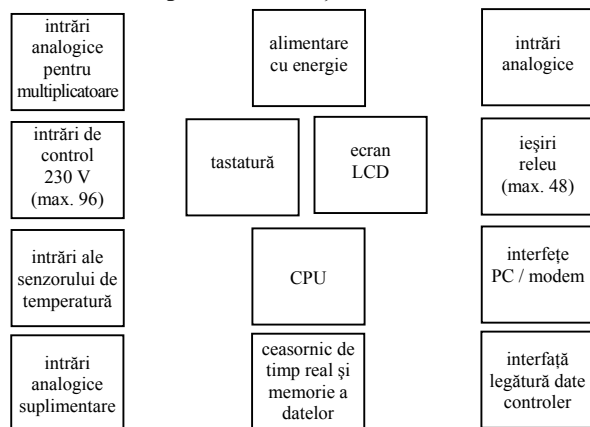 intrări
analogice
pentru
multiplicatoare
alimentare
cu energie
intrări
analogice
intrări de
control
230 V
(max. 96)
tastatură
ecran
LCD
ieşiri
releu
(max. 48)
intrări ale
senzorului de
temperatură
CPU
interfețe
PC / modem
intrări
analogice
suplimentare
ceasornic de
timp real şi
memorie a
datelor
interfață
legătură date
controler